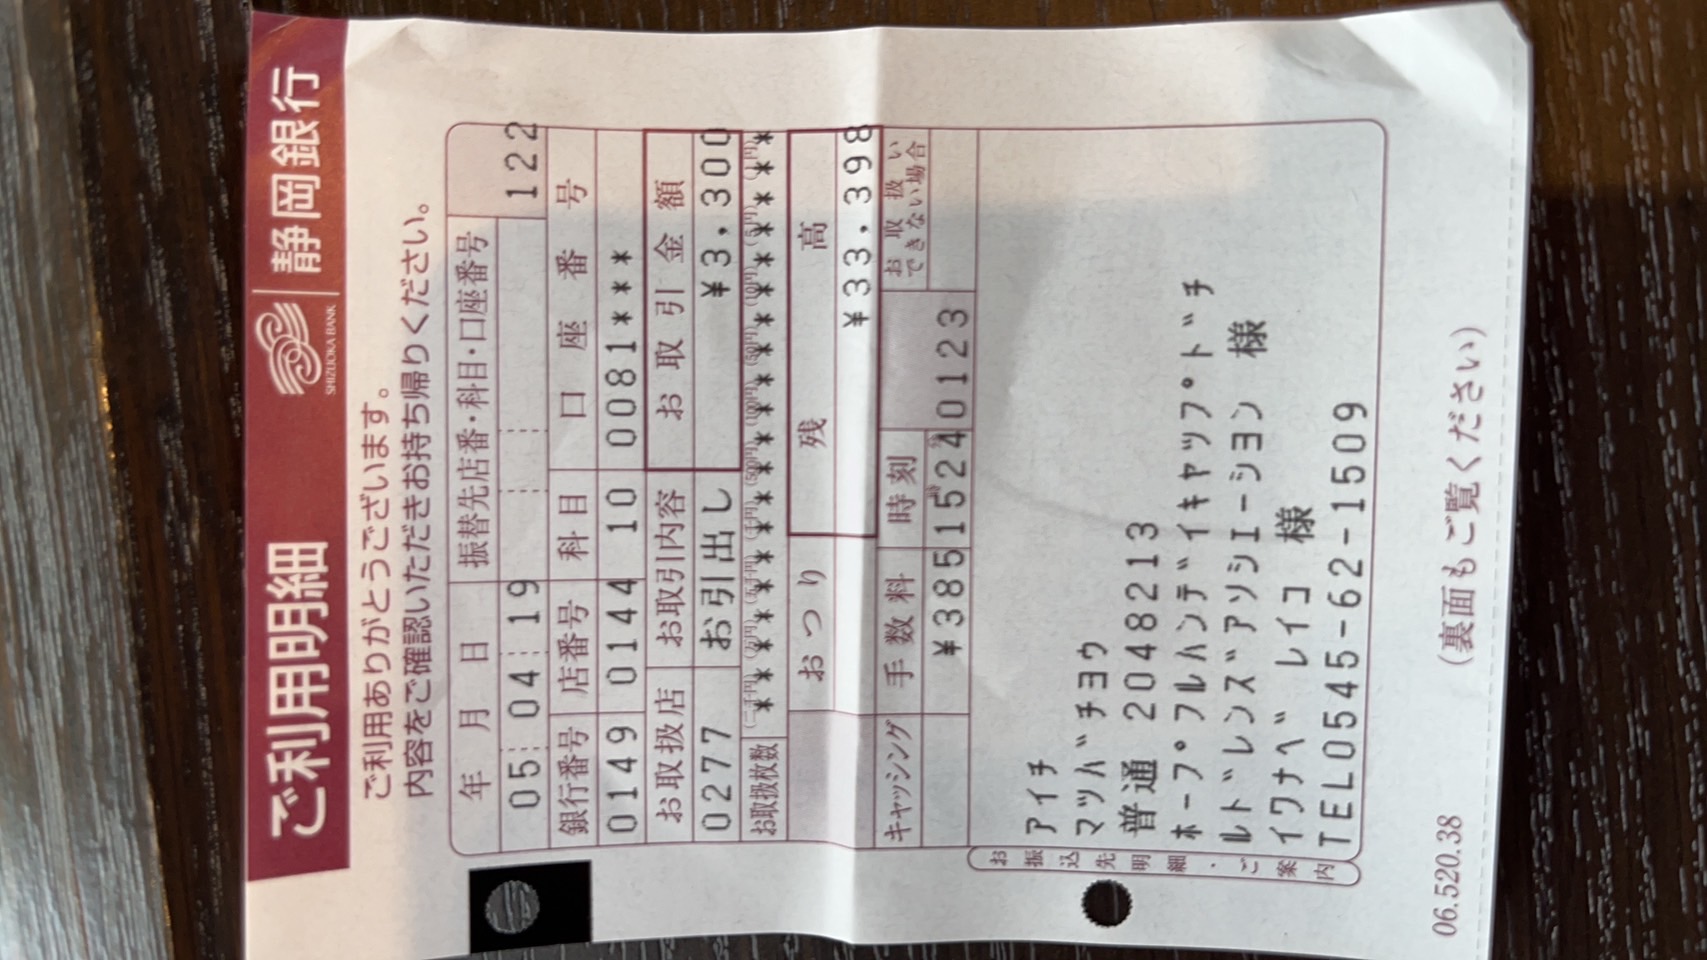 ご利用明細 静岡銀行
SHIZUOKA BANK
ご利用ありがとうございます。
内容をご確認いただきお持ち帰りください。
年 月 日 振替先店番・科目・口座番号
05 04 19 122
銀行番号 店番号 科目 口座番号
0149 0144 10 0081***
お取扱店 お取引内容 お取引金額
0277 お引出し ¥3,300
お取扱枚数
おつり 残高
¥33,398
キャッシング 手数料 時刻 お取扱いできない場合
¥385 1524 0123
お振込先明細・ご案内
アイチ
マツバチヨウ
普通 2048213
ホープフルハンデイキヤツプドチ
ルドレンズアソシエーシヨン 様
イワナベ レイコ 様
TEL0545-62-1509
06.520.38 (裏面もご覧ください)